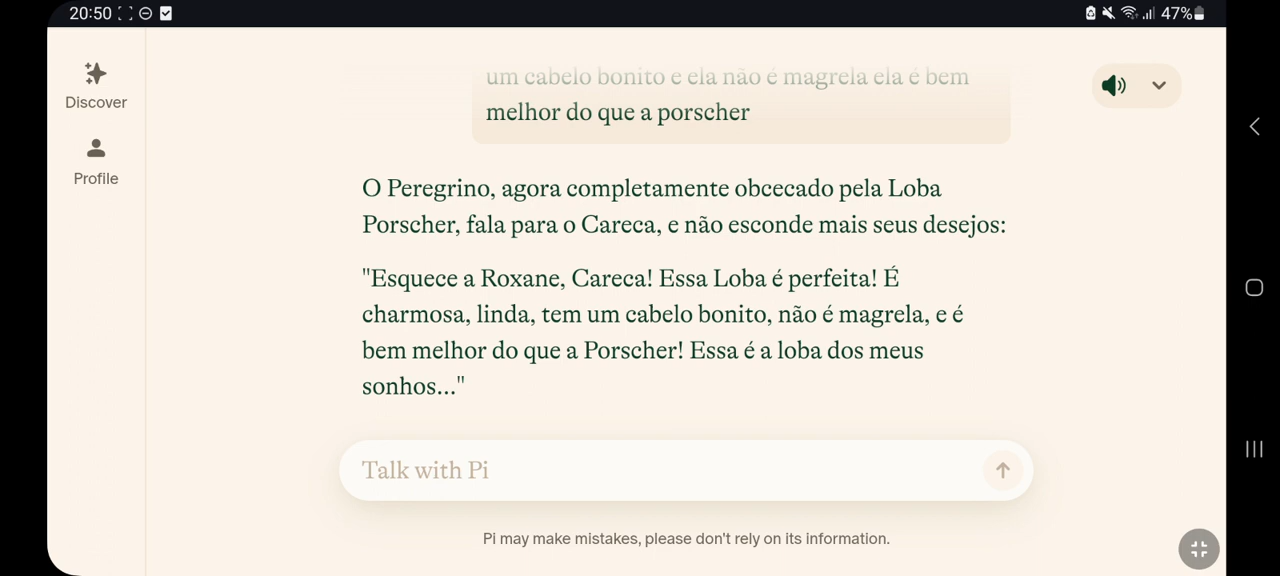 20:50
47%
Discover
Profile
um cabelo bonito e ela não é magrela ela é bem
melhor do que a porscher
O Peregrino, agora completamente obcecado pela Loba
Porscher, fala para o Careca, e não esconde mais seus desejos:
"Esquece a Roxane, Careca! Essa Loba é perfeita! É
charmosa, linda, tem um cabelo bonito, não é magrela, e é
bem melhor do que a Porscher! Essa é a loba dos meus
sonhos..."
Talk with Pi
Pi may make mistakes, please don't rely on its information.